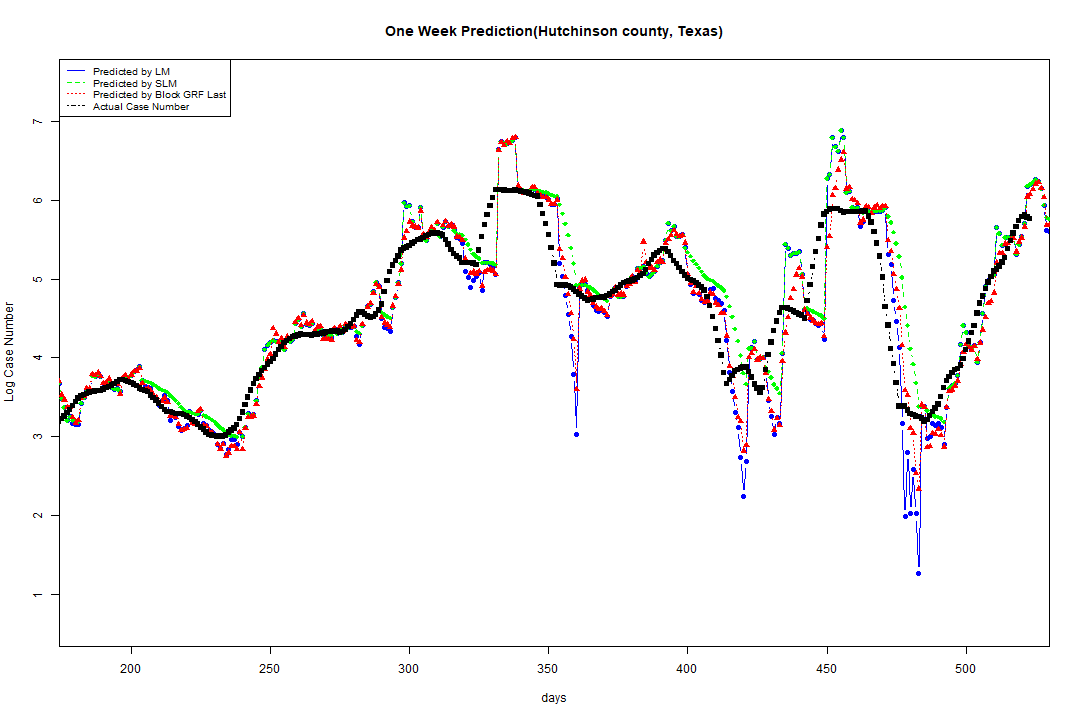 One Week Prediction(Hutchinson county, Texas)
Predicted by LM
Predicted by SLM
Predicted by Block GRF Last
Actual Case Number
7
6
5
4
3
2
1
Log Case Number
200 250 300 350 400 450 500
days